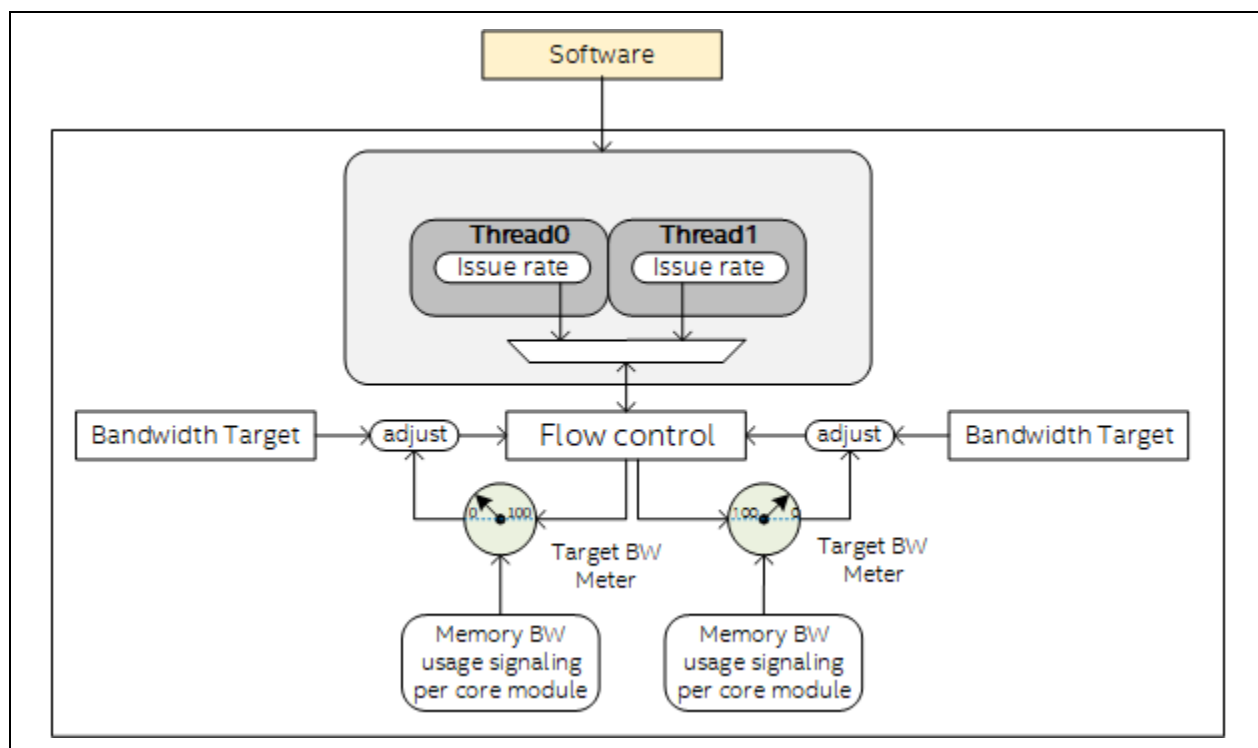 Software
Thread0
Thread1
Issue rate
Issue rate
Bandwidth Target
adjust
Flow control
adjust
Bandwidth Target
0
100
100
0
Target BW
Meter
Target BW
Meter
Memory BW
usage signaling
per core module
Memory BW
usage signaling
per core module